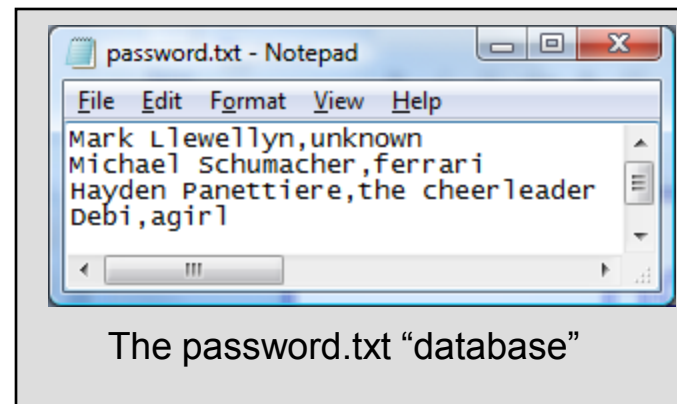 password.txt - Notepad
File Edit Format View Help
Mark Llewellyn,unknown
Michael Schumacher,ferrari
Hayden Panettiere,the cheerleader
Debi,agirl
The password.txt “database”